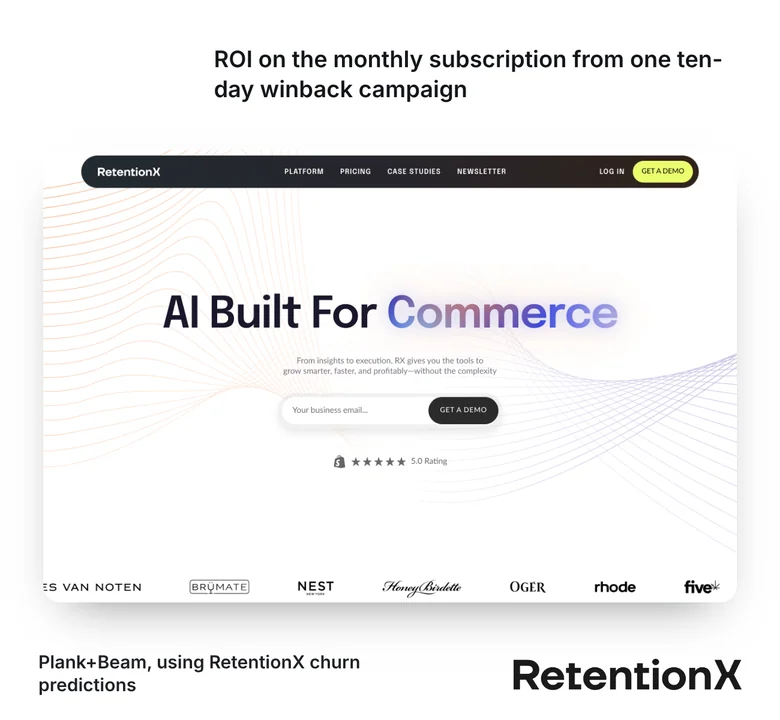 ROI on the monthly subscription from one ten-
day winback campaign
RetentionX
PLATFORM PRICING CASE STUDIES NEWSLETTER
LOG IN GET A DEMO
AI Built For Commerce
From insights to execution, RX gives you the tools to
grow smarter, faster, and profitably—without the complexity
Your business email... GET A DEMO
5.0 Rating
ES VAN NOTEN BRÜMATE NEST NEW YORK Honey Birdette OGER rhode five
Plank+Beam, using RetentionX churn
predictions
RetentionX